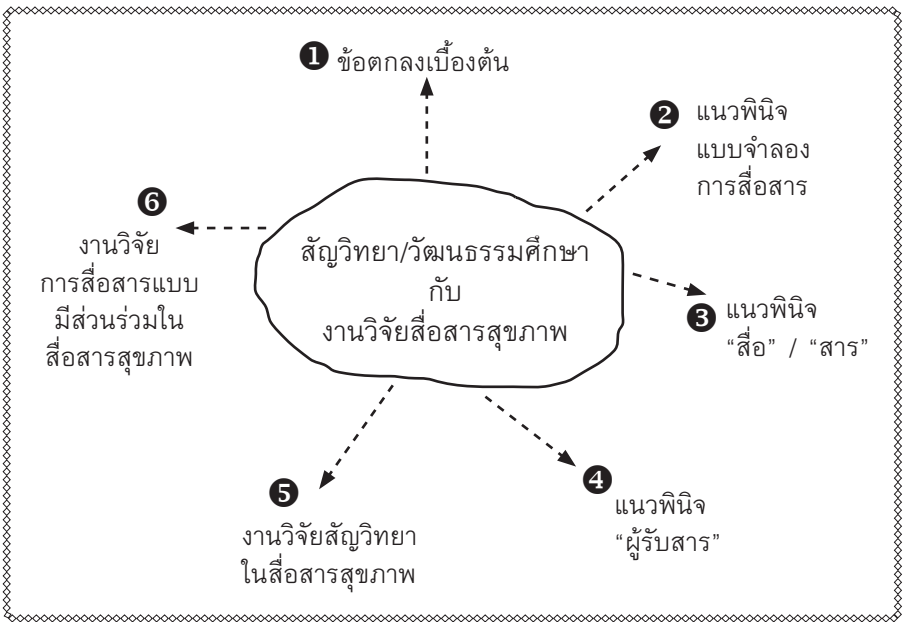 ❶ ข้อตกลงเบื้องต้น
❷ แนวพินิจ
แบบจำลอง
การสื่อสาร
❸ แนวพินิจ
“สื่อ” / “สาร”
❹ แนวพินิจ
“ผู้รับสาร”
❺
งานวิจัยสัญวิทยา
ในสื่อสารสุขภาพ
❻
งานวิจัย
การสื่อสารแบบ
มีส่วนร่วมใน
สื่อสารสุขภาพ
สัญวิทยา/วัฒนธรรมศึกษา
กับ
งานวิจัยสื่อสารสุขภาพ